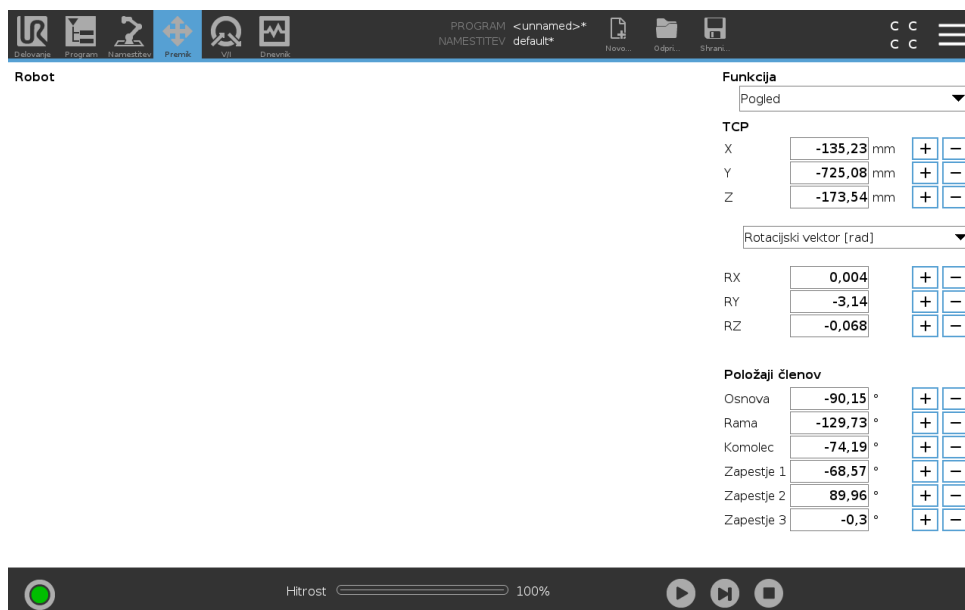 PROGRAM <unnamed>*
NAMESTITEV default*
C C
C C
Delovanje Program Namestitev Premik V/I Dnevnik Novo... Odpri... Shrani...
Robot
Funkcija
Pogled
TCP
X -135,23 mm + −
Y -725,08 mm + −
Z -173,54 mm + −
Rotacijski vektor [rad]
RX 0,004 + −
RY -3,14 + −
RZ -0,068 + −
Položaji členov
Osnova -90,15 ° + −
Rama -129,73 ° + −
Komolec -74,19 ° + −
Zapestje 1 -68,57 ° + −
Zapestje 2 89,96 ° + −
Zapestje 3 -0,3 ° + −
Hitrost 100%